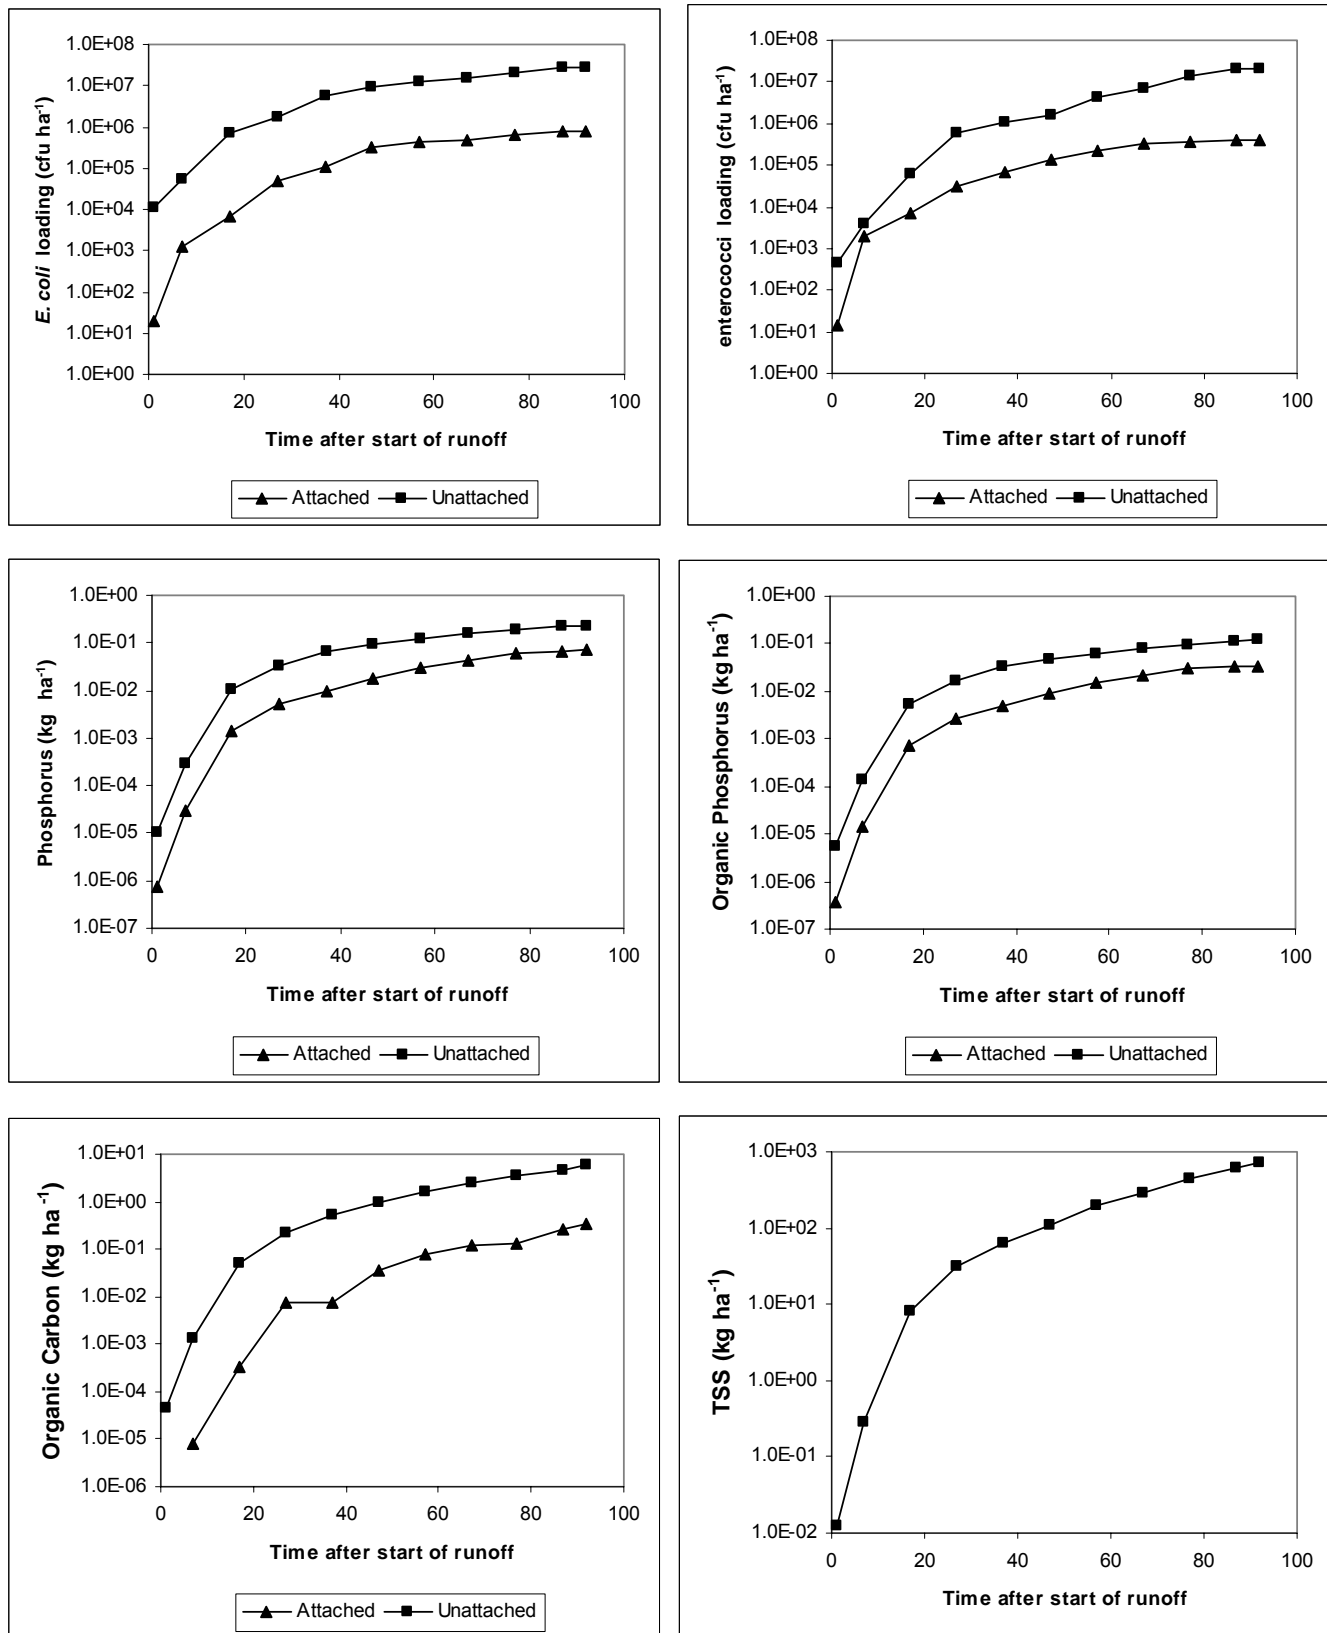 E. coli loading (cfu ha-1)
1.0E+08
1.0E+07
1.0E+06
1.0E+05
1.0E+04
1.0E+03
1.0E+02
1.0E+01
1.0E+00
0 20 40 60 80 100
Time after start of runoff
Attached Unattached
enterococci loading (cfu ha-1)
1.0E+08
1.0E+07
1.0E+06
1.0E+05
1.0E+04
1.0E+03
1.0E+02
1.0E+01
1.0E+00
0 20 40 60 80 100
Time after start of runoff
Attached Unattached
Phosphorus (kg ha-1)
1.0E+00
1.0E-01
1.0E-02
1.0E-03
1.0E-04
1.0E-05
1.0E-06
1.0E-07
0 20 40 60 80 100
Time after start of runoff
Attached Unattached
Organic Phosphorus (kg ha-1)
1.0E+00
1.0E-01
1.0E-02
1.0E-03
1.0E-04
1.0E-05
1.0E-06
1.0E-07
0 20 40 60 80 100
Time after start of runoff
Attached Unattached
Organic Carbon (kg ha-1)
1.0E+01
1.0E+00
1.0E-01
1.0E-02
1.0E-03
1.0E-04
1.0E-05
1.0E-06
0 20 40 60 80 100
Time after start of runoff
Attached Unattached
TSS (kg ha-1)
1.0E+03
1.0E+02
1.0E+01
1.0E+00
1.0E-01
1.0E-02
0 20 40 60 80 100
Time after start of runoff